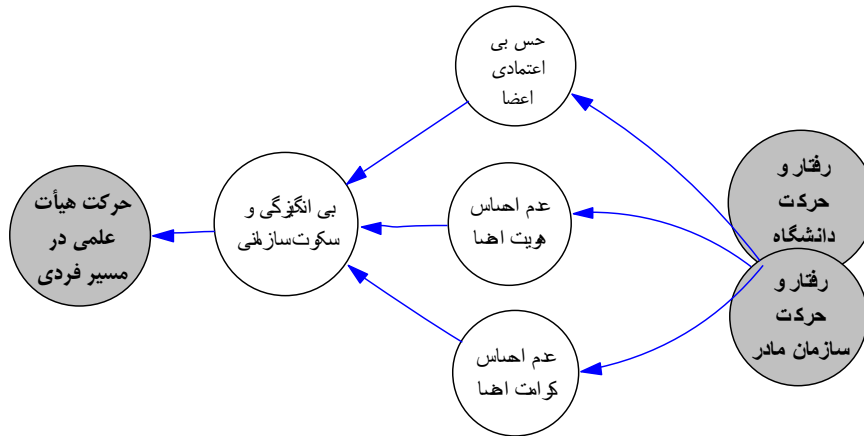 حس بی
اعتمادی
اعضا
رفتار و
حرکت
دانشگاه
رفتار و
حرکت
سازمان مادر
عدم احساس
هویت اعضا
عدم احساس
کرامت اعضا
بی انگیزگی و
سکوت سازمانی
حرکت هیأت
علمی در
مسیر فردی